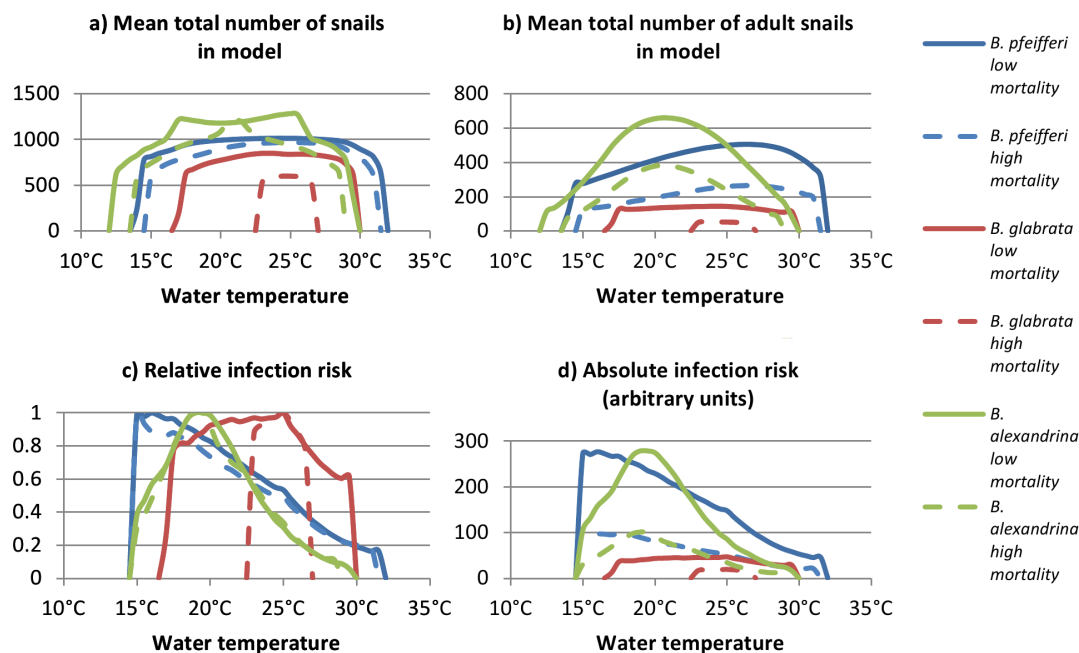 a) Mean total number of snails
in model
1500
1000
500
0
10°C 15°C 20°C 25°C 30°C 35°C
Water temperature
b) Mean total number of adult snails
in model
800
600
400
200
0
10°C 15°C 20°C 25°C 30°C 35°C
Water temperature
c) Relative infection risk
1
0.8
0.6
0.4
0.2
0
10°C 15°C 20°C 25°C 30°C 35°C
Water temperature
d) Absolute infection risk
(arbitrary units)
300
200
100
0
10°C 15°C 20°C 25°C 30°C 35°C
Water temperature
B. pfeifferi
low
mortality
B. pfeifferi
high
mortality
B. glabrata
low
mortality
B. glabrata
high
mortality
B.
alexandrina
low
mortality
B.
alexandrina
high
mortality